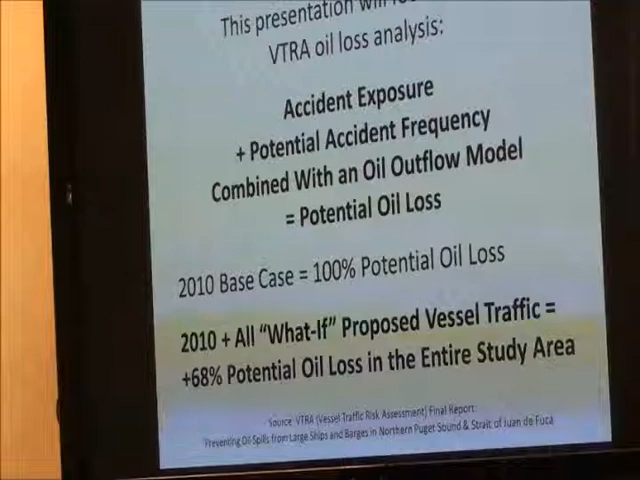 This presentation will
VTRA oil loss analysis:
Accident Exposure
+ Potential Accident Frequency
Combined With an Oil Outflow Model
= Potential Oil Loss
2010 Base Case = 100% Potential Oil Loss
2010 + All “What-If” Proposed Vessel Traffic =
+68% Potential Oil Loss in the Entire Study Area
Source: VTRA (Vessel Traffic Risk Assessment) Final Report:
Preventing Oil Spills from Large Ships and Barges in Northern Puget Sound & Strait of Juan de Fuca